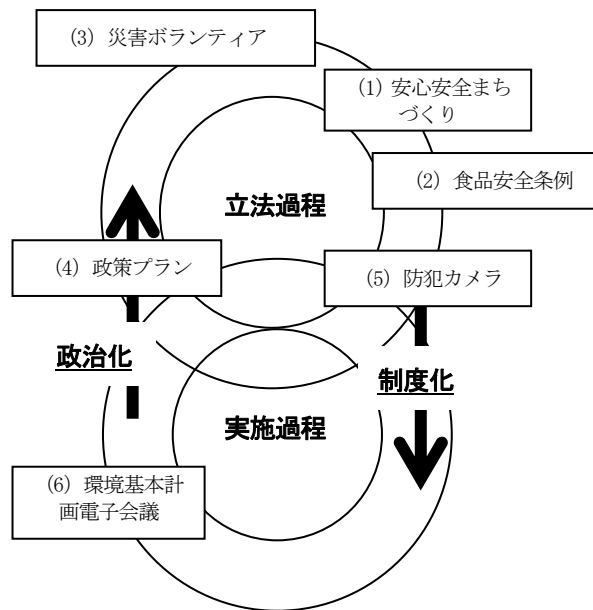 (3) 災害ボランティア
(1) 安心安全まち
づくり
(2) 食品安全条例
立法過程
(4) 政策プラン
(5) 防犯カメラ
政治化
制度化
実施過程
(6) 環境基本計
画電子会議